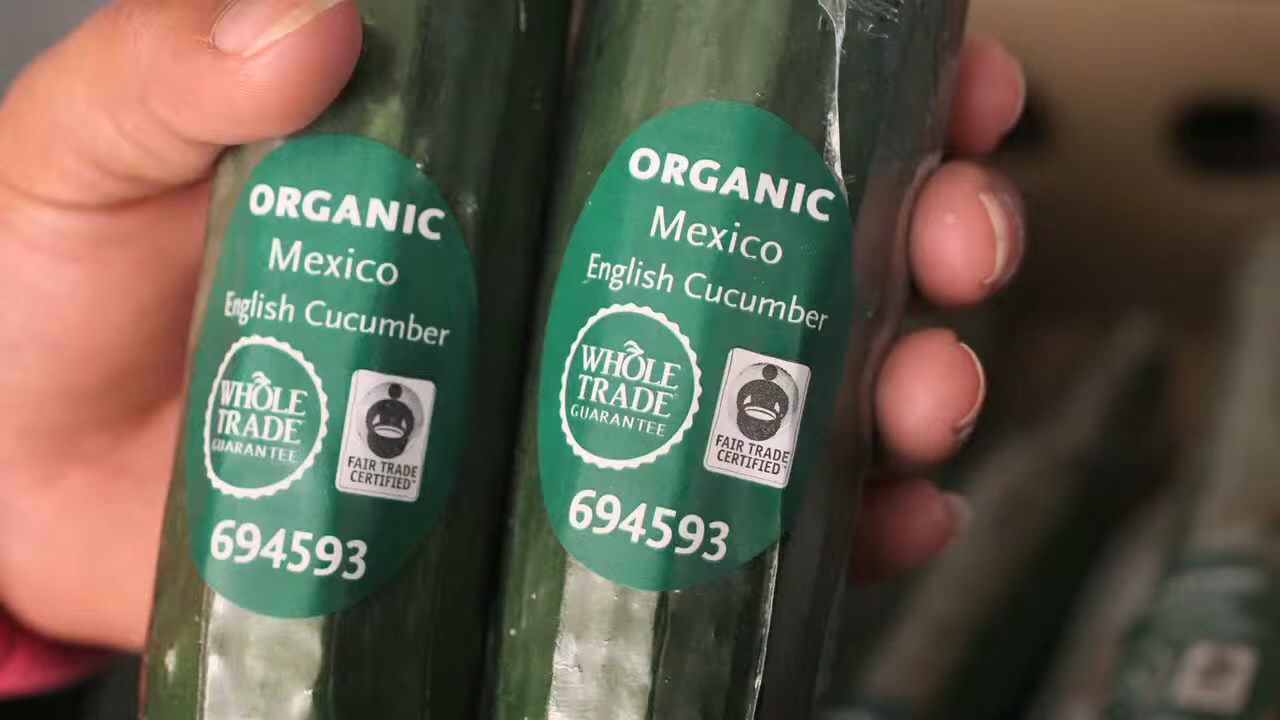 ORGANIC
Mexico
English Cucumber
WHOLE
TRADE
GUARANTEE
FAIR TRADE
CERTIFIED
694593
ORGANIC
Mexico
English Cucumber
WHOLE
TRADE
GUARANTEE
FAIR TRADE
CERTIFIED
694593